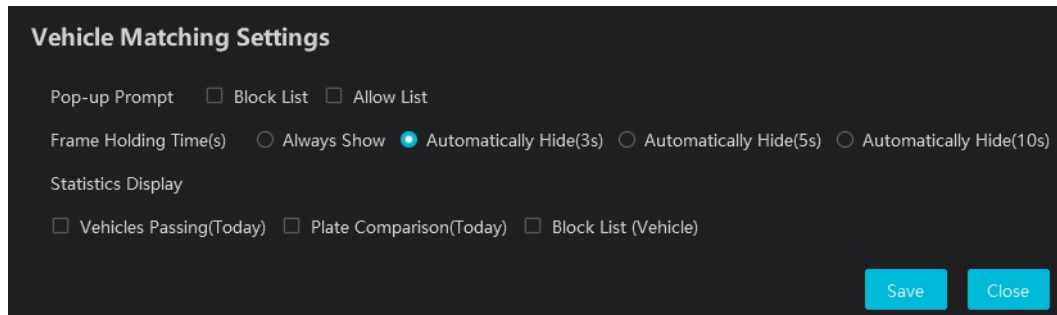 Vehicle Matching Settings
Pop-up Prompt Block List Allow List
Frame Holding Time(s) Always Show Automatically Hide(3s) Automatically Hide(5s) Automatically Hide(10s)
Statistics Display
Vehicles Passing(Today) Plate Comparison(Today) Block List (Vehicle)
Save Close